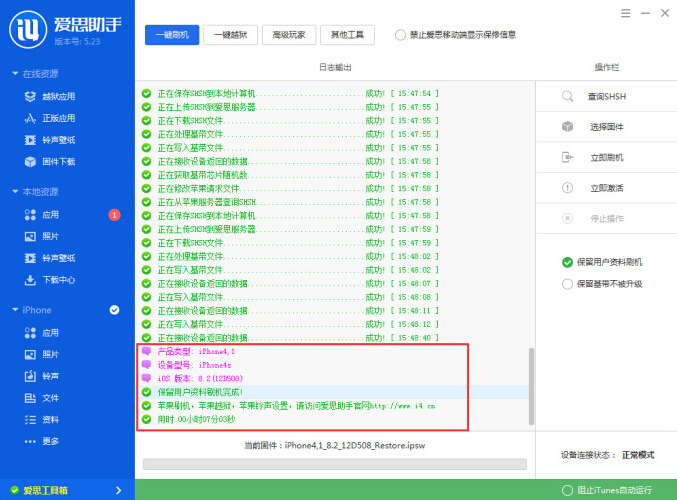 爱思助手
版本号: 5.23
在线资源
越狱应用
正版应用
铃声壁纸
固件下载
本地资源
应用
1
照片
铃声壁纸
下载中心
iPhone
应用
照片
铃声
文件
资料
更多
爱思工具箱
一键刷机
一键越狱
高级玩家
其他工具
禁止爱思移动端显示保修信息
日志输出
正在保存SHSH到本地计算机...........................成功! [ 15:47:54 ]
正在上传SHSH到爱思服务器...........................成功! [ 15:47:55 ]
正在下载SHSH文件...................................成功! [ 15:47:55 ]
正在处理基带文件...................................成功! [ 15:47:55 ]
正在写入基带文件...................................成功! [ 15:47:55 ]
正在接收设备返回的数据.............................成功! [ 15:47:58 ]
正在获取基带芯片随机数.............................成功! [ 15:47:58 ]
正在修改苹果请求文件...............................成功! [ 15:47:58 ]
正在从苹果服务器查询SHSH...........................成功! [ 15:47:58 ]
正在保存SHSH到本地计算机...........................成功! [ 15:47:58 ]
正在上传SHSH到爱思服务器...........................成功! [ 15:47:59 ]
正在下载SHSH文件...................................成功! [ 15:47:59 ]
正在处理基带文件...................................成功! [ 15:48:02 ]
正在写入基带文件...................................成功! [ 15:48:02 ]
正在接收设备返回的数据.............................成功! [ 15:48:07 ]
正在写入基带文件...................................成功! [ 15:48:08 ]
正在接收设备返回的数据.............................成功! [ 15:48:11 ]
正在写入基带文件...................................成功! [ 15:48:12 ]
正在接收设备返回的数据.............................成功! [ 15:48:40 ]
产品类型: iPhone4,1
设备型号: iPhone4s
iOS 版本: 8.2(12D508)
保留用户资料刷机完成!
苹果刷机，苹果越狱，苹果铃声设置，请访问爱思助手官网http://www.i4.cn
用时:00小时07分03秒
当前固件：iPhone4,1_8.2_12D508_Restore.ipsw
操作栏
查询SHSH
选择固件
立即刷机
立即激活
停止操作
保留用户资料刷机
保留基带不被升级
设备连接状态： 正常模式
阻止iTunes自动运行